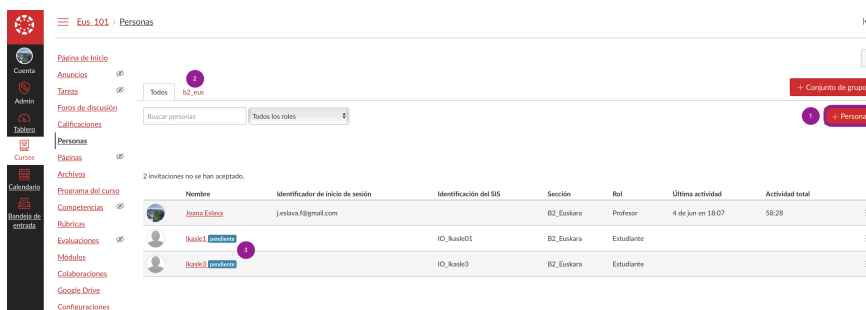 Eus_101 › Personas
Cuenta
Admin
Tablero
Cursos
Calendario
Bandeja de
entrada
Página de Inicio
Anuncios
Tareas
Foros de discusión
Calificaciones
Personas
Páginas
Archivos
Programa del curso
Competencias
Rúbricas
Evaluaciones
Módulos
Colaboraciones
Google Drive
Configuraciones
2
Todos b2_eus
+ Conjunto de grupo
Buscar personas Todos los roles
1 + Persona
2 invitaciones no se han aceptado.
Nombre Identificador de inicio de sesión Identificación del SIS Sección Rol Última actividad Actividad total
Joana Eslava j.eslava.f@gmail.com B2_Euskara Profesor 4 de jun en 18:07 58:28
Ikasle1 pendiente IO_Ikasle01 B2_Euskara Estudiante
3
Ikasle3 pendiente IO_Ikasle3 B2_Euskara Estudiante